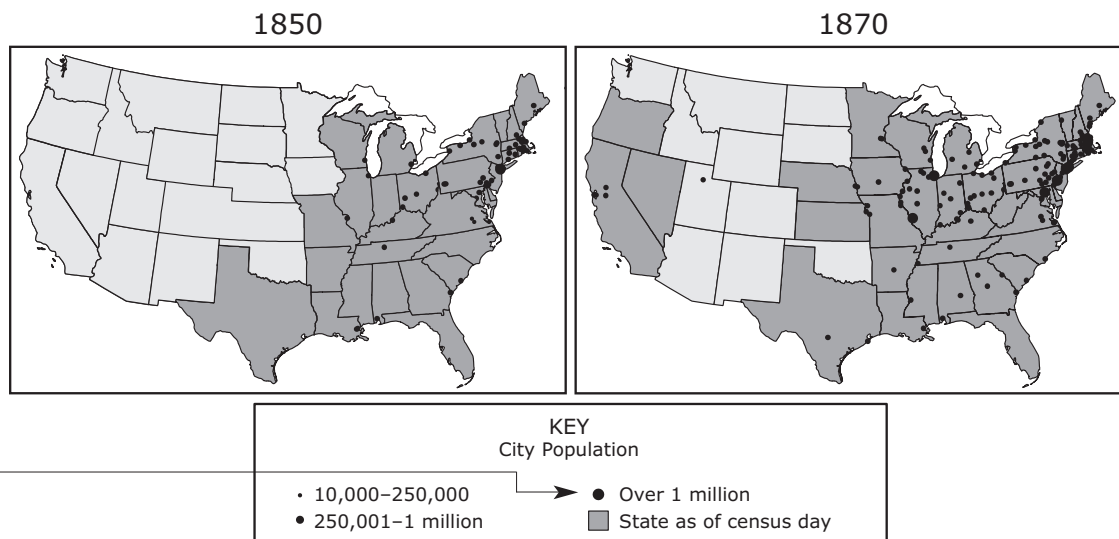 1850
1870
KEY
City Population
10,000–250,000
250,001–1 million
Over 1 million
State as of census day